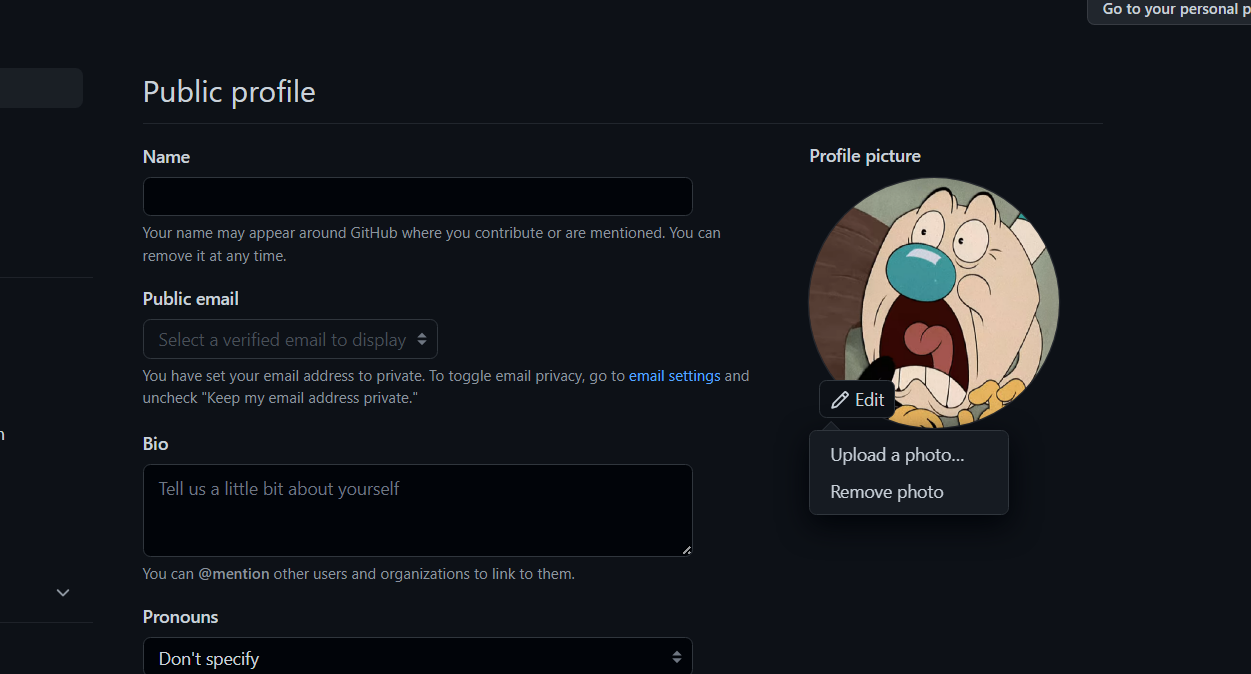 Go to your personal p
Public profile
Name
Profile picture
Your name may appear around GitHub where you contribute or are mentioned. You can
remove it at any time.
Public email
Select a verified email to display
You have set your email address to private. To toggle email privacy, go to email settings and
uncheck "Keep my email address private."
Edit
n
Bio
Upload a photo...
Tell us a little bit about yourself
Remove photo
You can @mention other users and organizations to link to them.
Pronouns
Don't specify